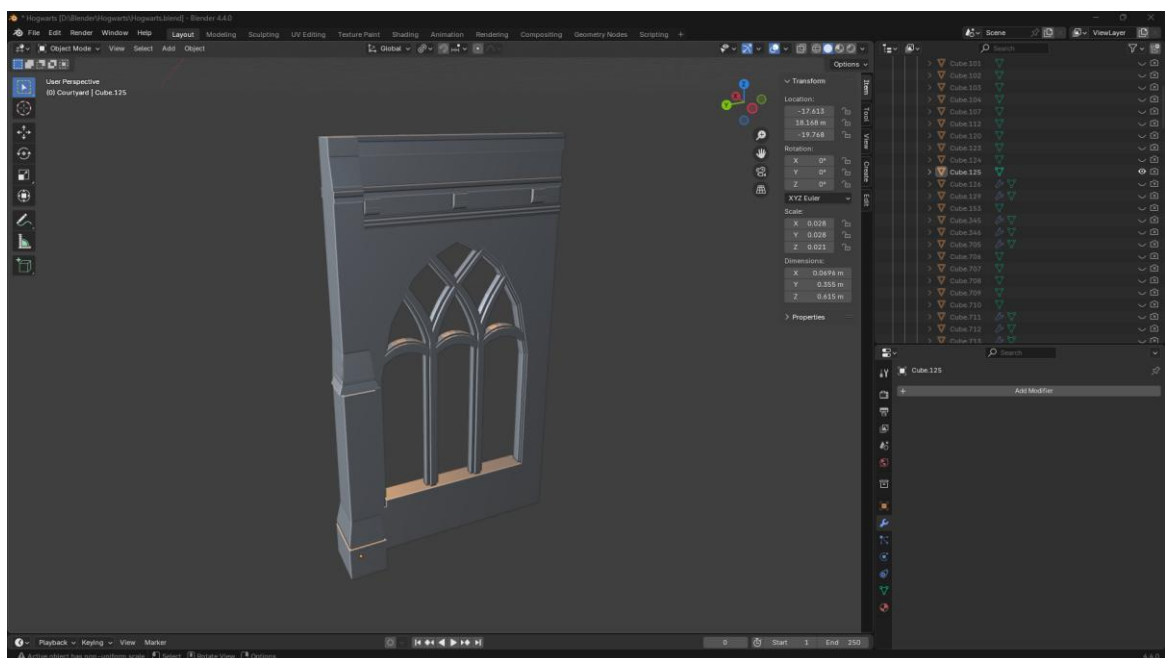 * Hogwarts [D:\Blender\Hogwarts\Hogwarts.blend] - Blender 4.4.0
File Edit Render Window Help Layout Modeling Sculpting UV Editing Texture Paint Shading Animation Rendering Compositing Geometry Nodes Scripting + Scene ViewLayer
Object Mode View Select Add Object Global Search
Options
User Perspective
(0) Courtyard | Cube.125
Transform
Location:
-17.613
18.168 m
-19.768
Rotation:
X 0°
Y 0°
Z 0°
XYZ Euler
Scale:
X 0.028
Y 0.028
Z 0.021
Dimensions:
X 0.0696 m
Y 0.355 m
Z 0.615 m
Properties
Item
Tool
View
Create
Edit
Z
Y
Cube.101
Cube.102
Cube.103
Cube.104
Cube.107
Cube.112
Cube.120
Cube.123
Cube.124
Cube.125
Cube.126
Cube.129
Cube.153
Cube.345
Cube.346
Cube.705
Cube.706
Cube.707
Cube.708
Cube.709
Cube.710
Cube.711
Cube.712
Cube.713
Search
Cube.125
+ Add Modifier
Playback Keying View Marker 0 Start 1 End 250
Active object has non-uniform scale Select Rotate View Options 4.4.0